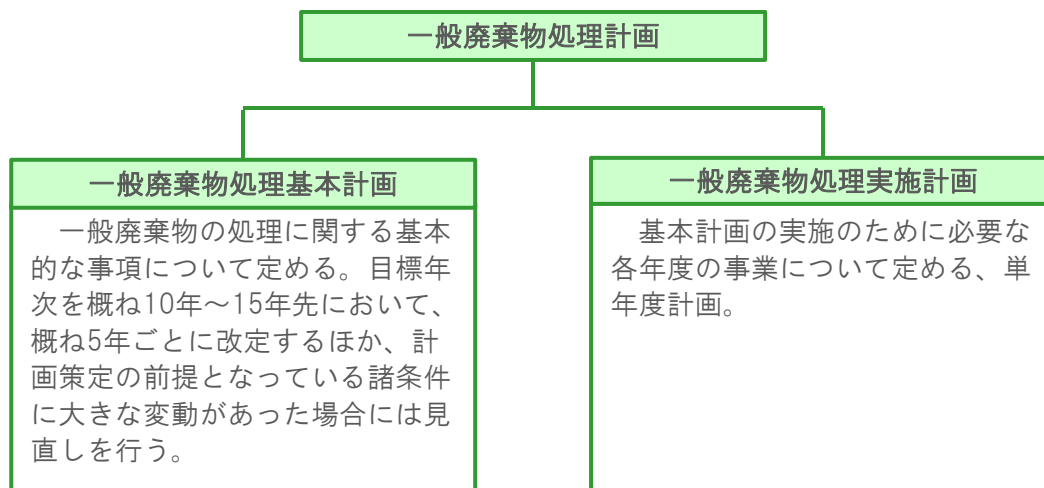 一般廃棄物処理計画
一般廃棄物処理基本計画
一般廃棄物の処理に関する基本
的な事項について定める。目標年
次を概ね10年～15年先において、
概ね5年ごとに改定するほか、計
画策定の前提となっている諸条件
に大きな変動があった場合には見
直しを行う。
一般廃棄物処理実施計画
基本計画の実施のために必要な
各年度の事業について定める、単
年度計画。